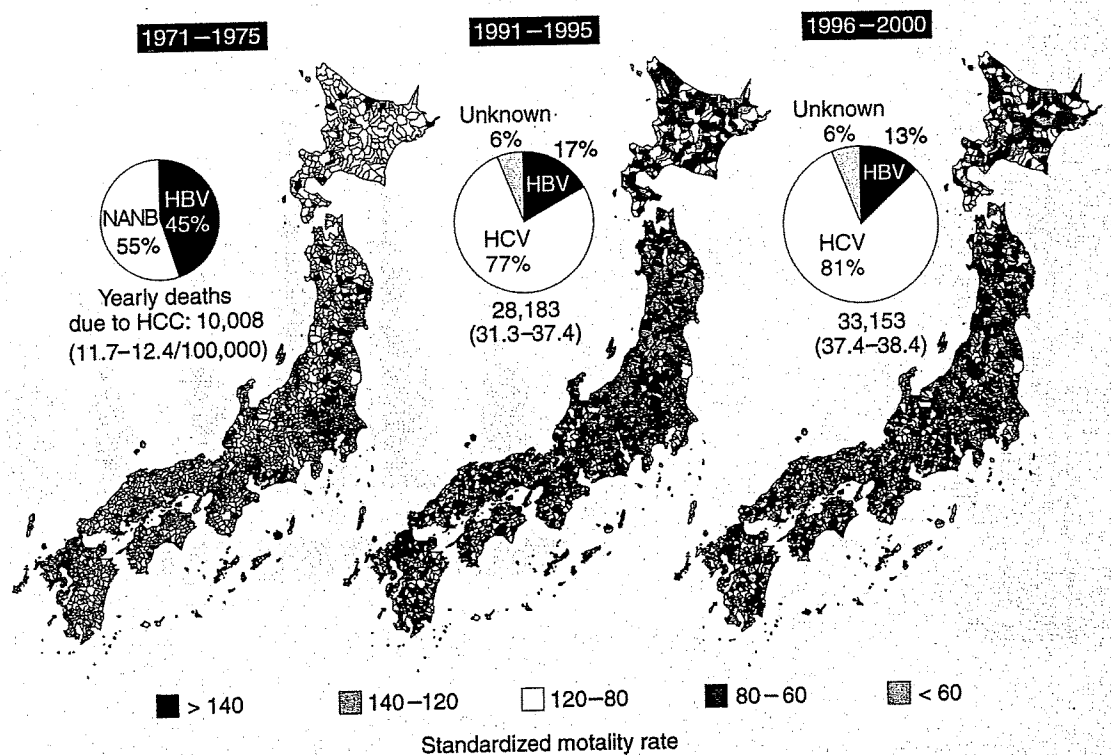 1971–1975
1991–1995
1996–2000
NANB
55%
HBV
45%
Yearly deaths
due to HCC: 10,008
(11.7–12.4/100,000)
Unknown
6%
17%
HBV
HCV
77%
28,183
(31.3–37.4)
Unknown
6%
13%
HBV
HCV
81%
33,153
(37.4–38.4)
> 140
140–120
120–80
80–60
< 60
Standardized motality rate